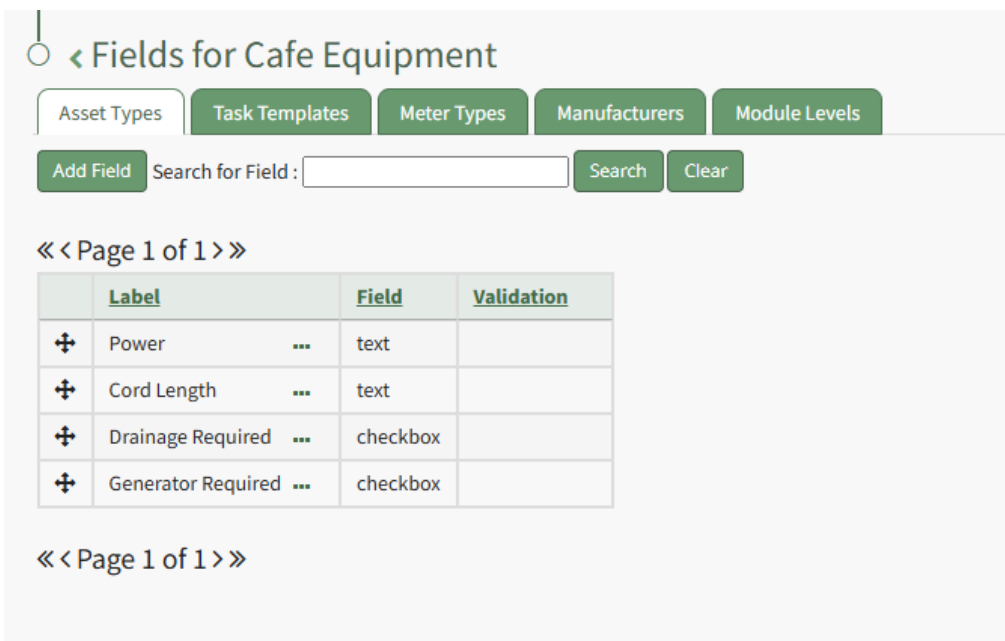 Fields for Cafe Equipment
Asset Types Task Templates Meter Types Manufacturers Module Levels
Add Field Search for Field : Search Clear
« < Page 1 of 1 > »
Label Field Validation
Power ... text
Cord Length ... text
Drainage Required ... checkbox
Generator Required ... checkbox
« < Page 1 of 1 > »